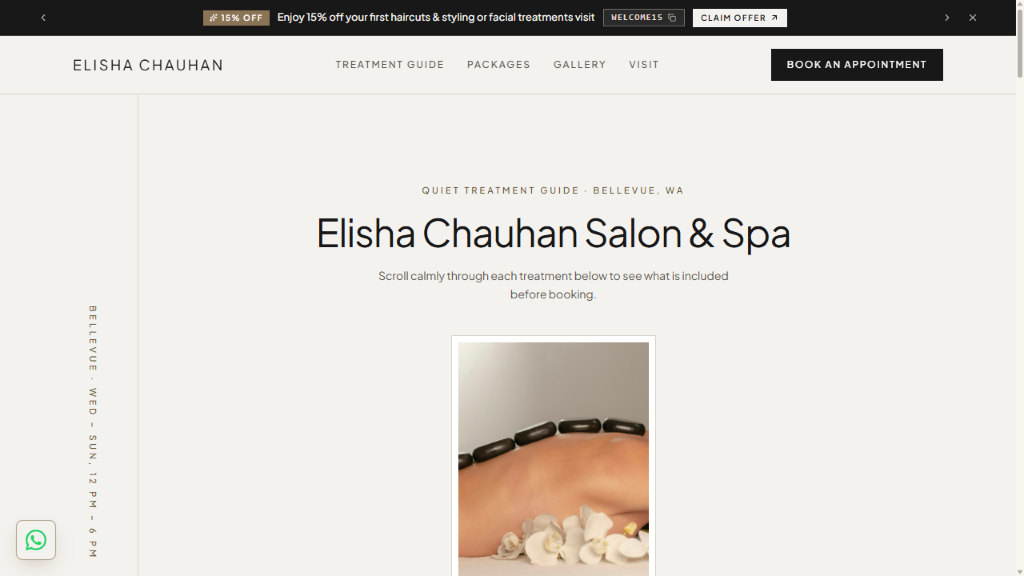 15% OFF Enjoy 15% off your first haircuts & styling or facial treatments visit WELCOME15 CLAIM OFFER
ELISHA CHAUHAN TREATMENT GUIDE PACKAGES GALLERY VISIT BOOK AN APPOINTMENT
QUIET TREATMENT GUIDE · BELLEVUE, WA
Elisha Chauhan Salon & Spa
Scroll calmly through each treatment below to see what is included
before booking.
BELLEVUE · WED – SUN, 12 PM – 6 PM